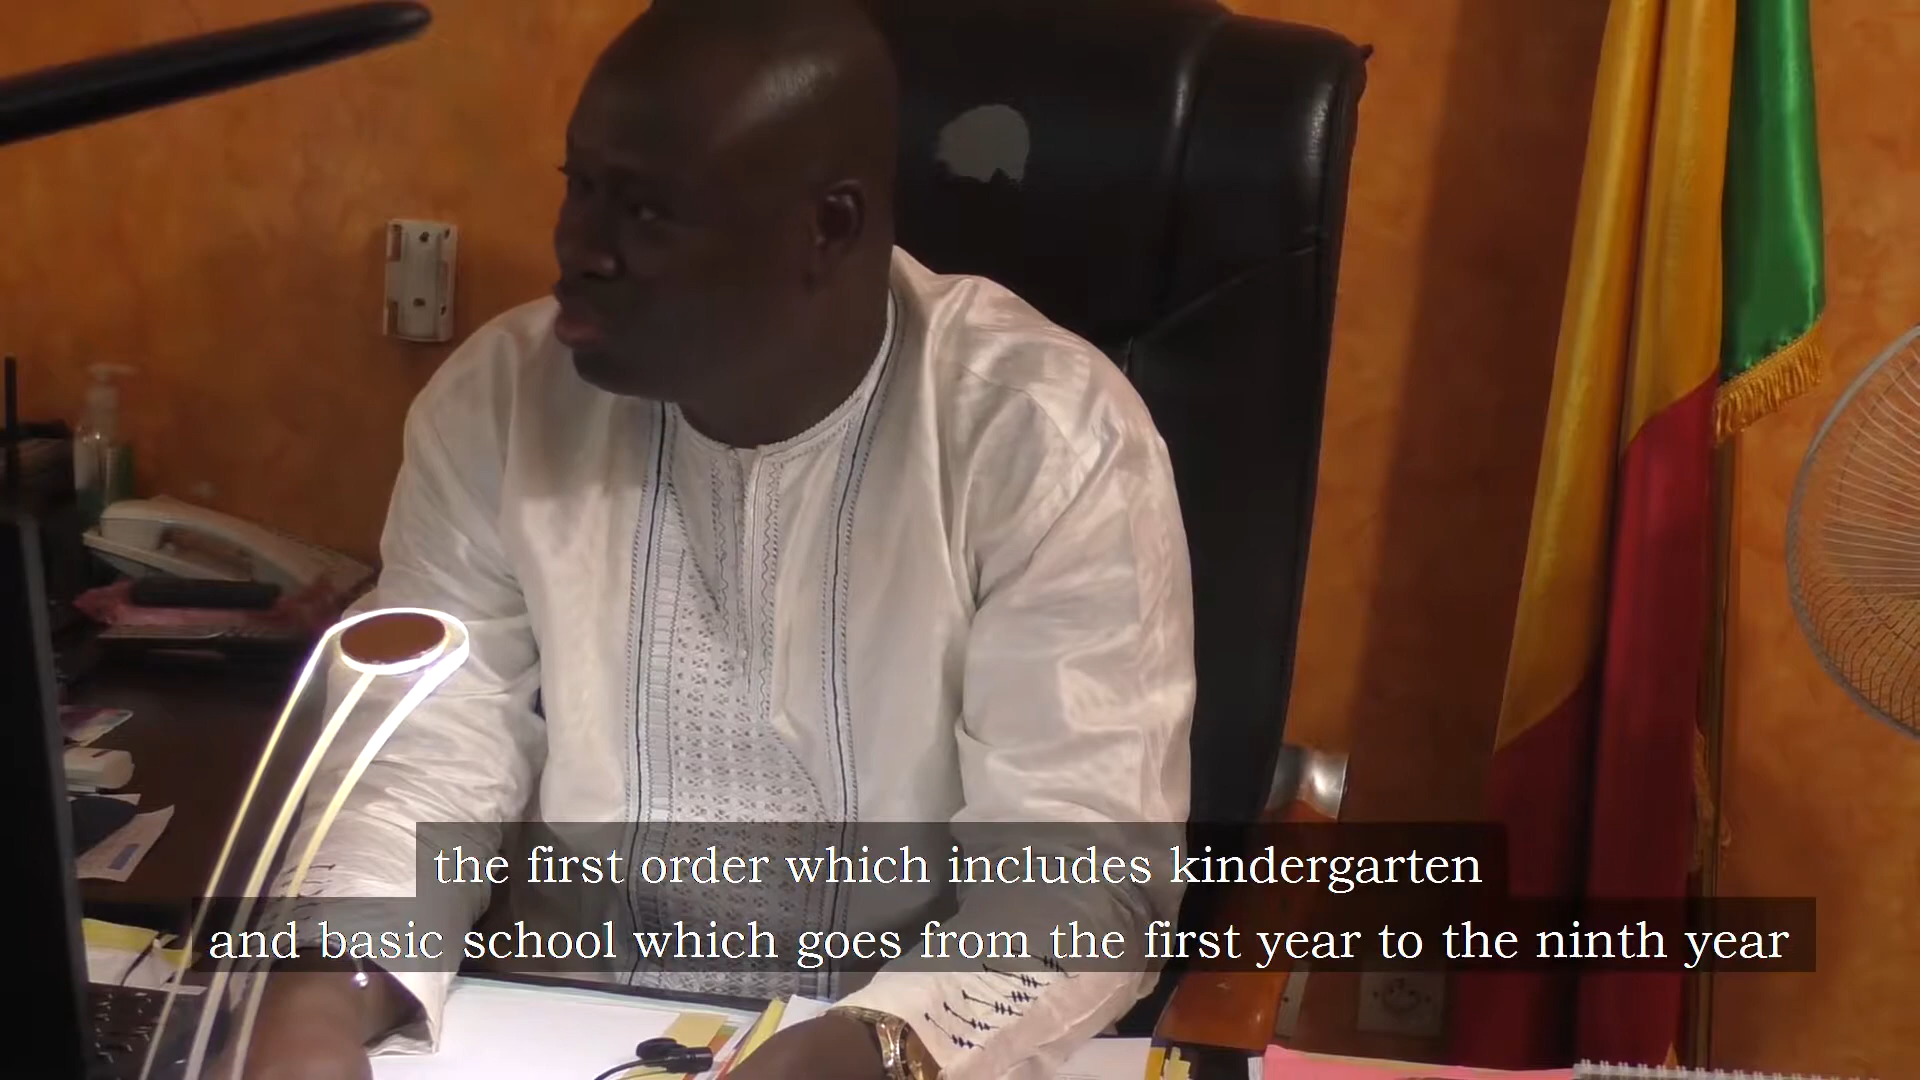 the first order which includes kindergarten
and basic school which goes from the first year to the ninth year